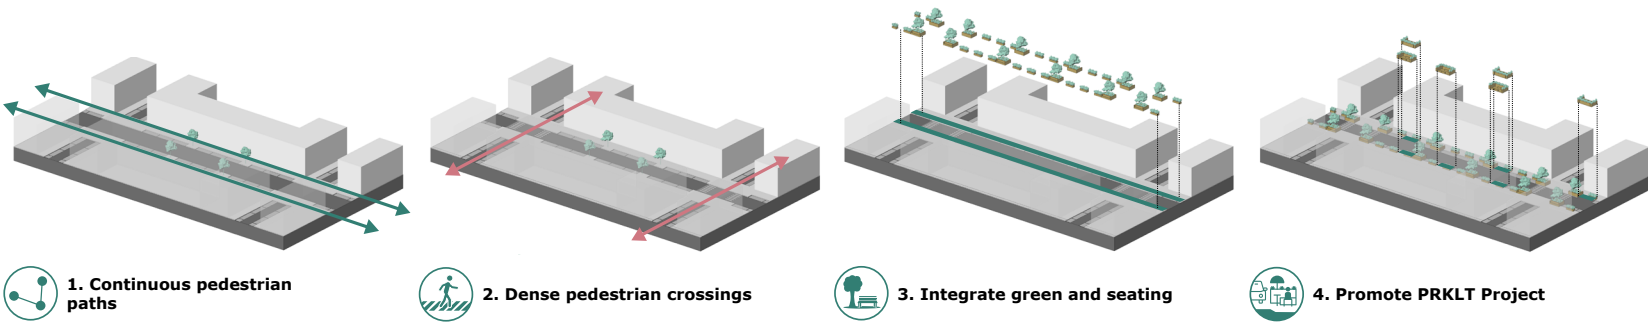 1. Continuous pedestrian
paths
2. Dense pedestrian crossings
3. Integrate green and seating
4. Promote PRKLT Project